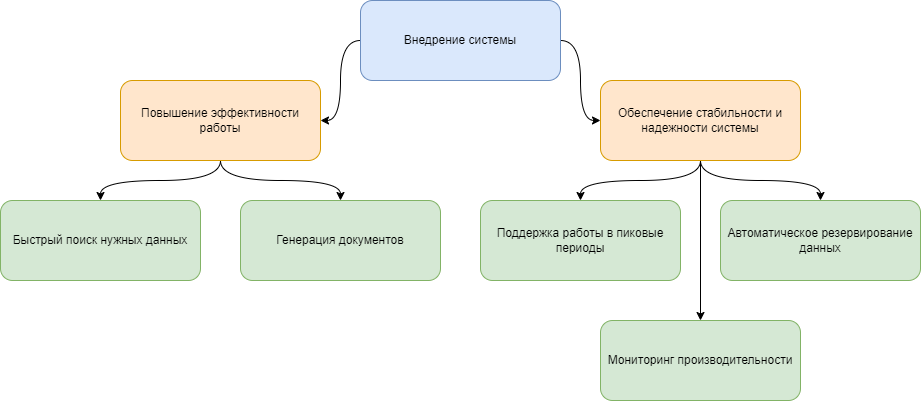 Внедрение системы
Повышение эффективности
работы
Обеспечение стабильности и
надежности системы
Быстрый поиск нужных данных
Генерация документов
Поддержка работы в пиковые
периоды
Автоматическое резервирование
данных
Мониторинг производительности